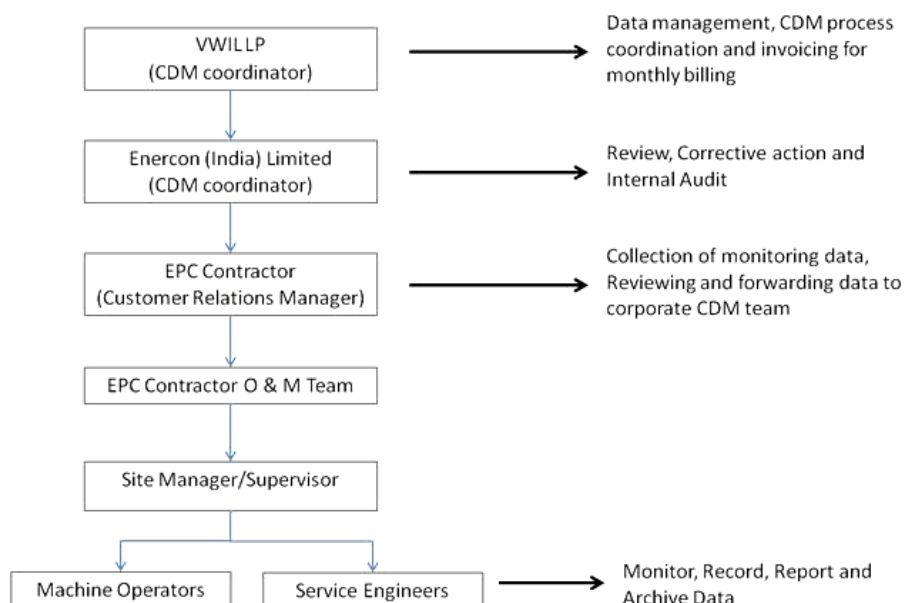 VWILLP
(CDM coordinator)
Data management, CDM process
coordination and invoicing for
monthly billing
Enercon (India) Limited
(CDM coordinator)
Review, Corrective action and
Internal Audit
EPC Contractor
(Customer Relations Manager)
Collection of monitoring data,
Reviewing and forwarding data to
corporate CDM team
EPC Contractor O & M Team
Site Manager/Supervisor
Machine Operators
Service Engineers
Monitor, Record, Report and
Archive Data